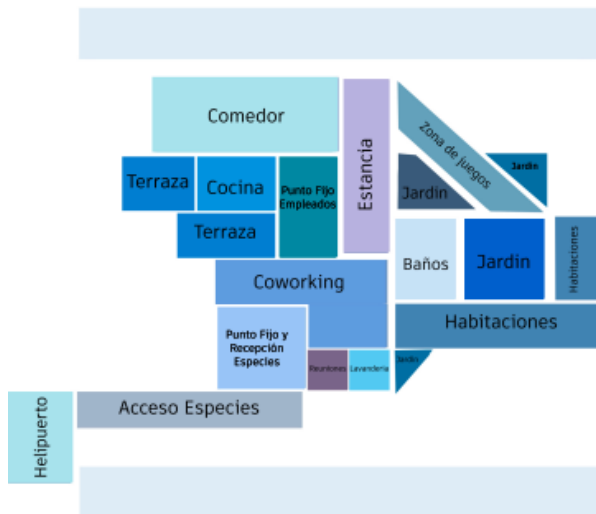 Comedor
Estancia
Zona de juegos
Jardin
Jardin
Terraza
Cocina
Punto Fijo
Empleados
Terraza
Baños
Jardin
Habitaciones
Coworking
Habitaciones
Punto Fijo y
Recepción
Especies
Reuniones
Lavanderia
Jardin
Acceso Especies
Helipuerto